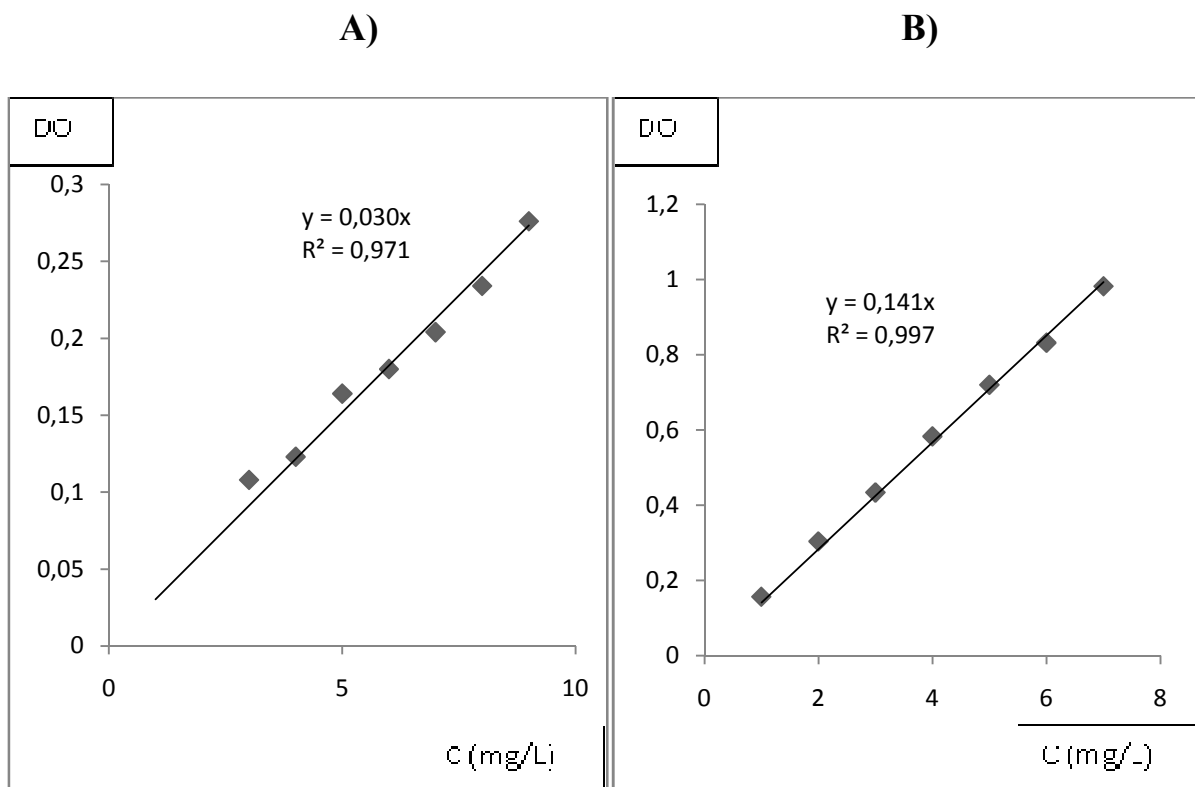 A)
B)
DO
0,3
0,25
0,2
0,15
0,1
0,05
0
0
5
10
y = 0,030x
R² = 0,971
C (mg/L)
DO
1,2
1
0,8
0,6
0,4
0,2
0
0
2
4
6
8
y = 0,141x
R² = 0,997
C (mg/L)